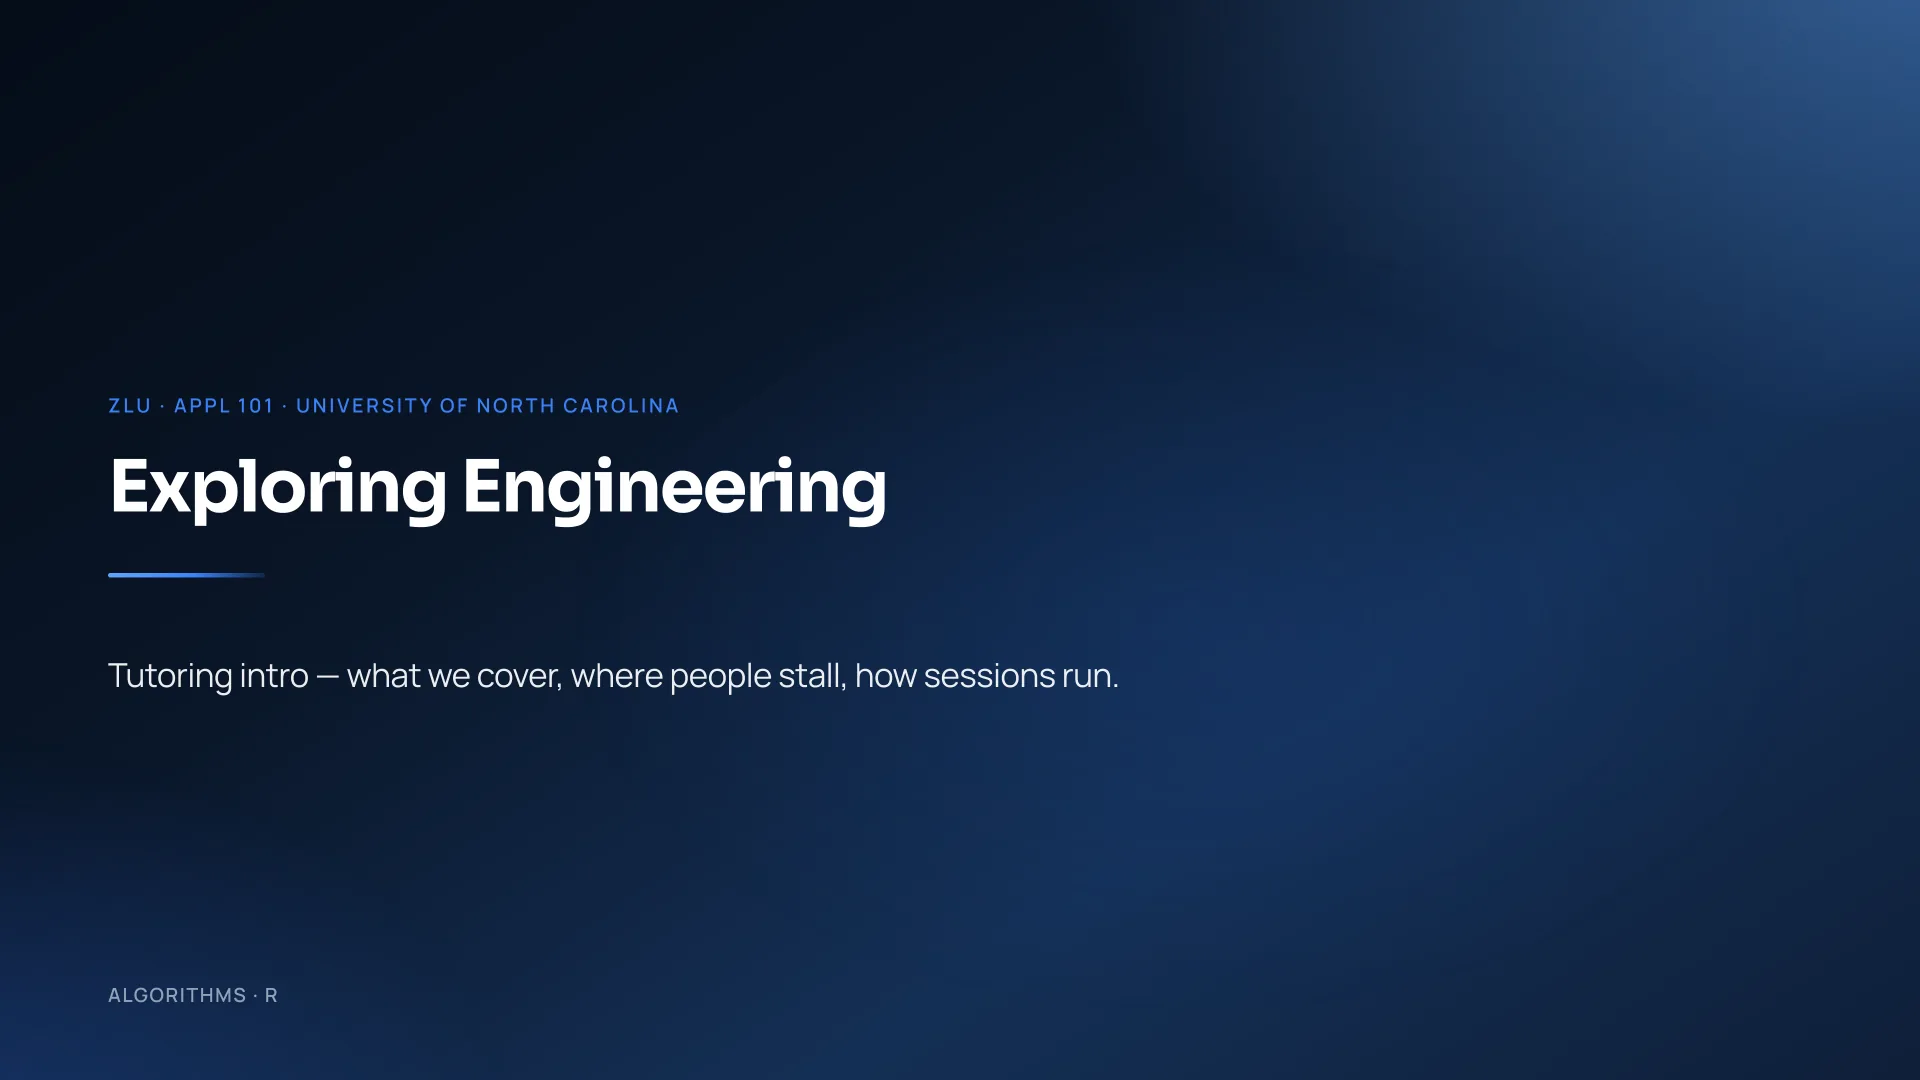 ZLU · APPL 101 · UNIVERSITY OF NORTH CAROLINA
Exploring Engineering
Tutoring intro — what we cover, where people stall, how sessions run.
ALGORITHMS · R